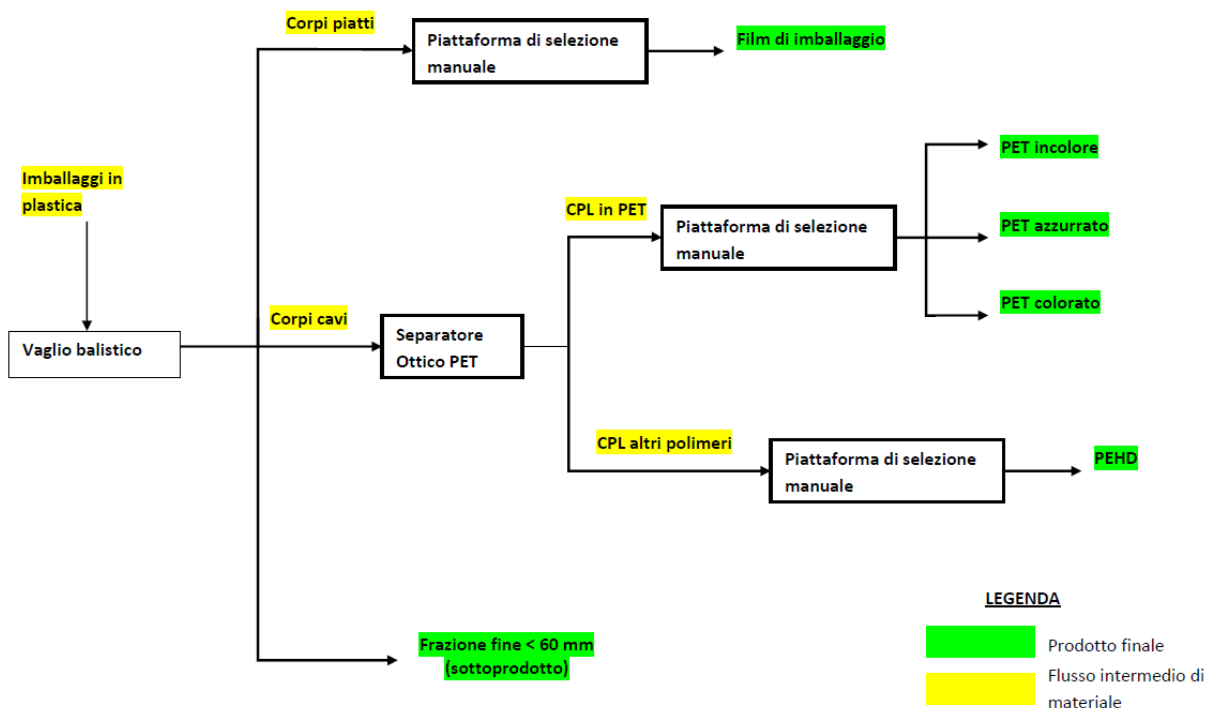 Corpi piatti
Piattaforma di selezione
manuale
Film di imballaggio
Imballaggi in
plastica
PET incolore
CPL in PET
Piattaforma di selezione
manuale
PET azzurrato
PET colorato
Corpi cavi
Vaglio balistico
Separatore
Ottico PET
CPL altri polimeri
Piattaforma di selezione
manuale
PEHD
Frazione fine < 60 mm
(sottoprodotto)
LEGENDA
Prodotto finale
Flusso intermedio di
materiale